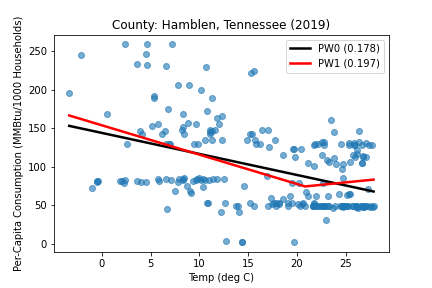 County: Hamblen, Tennessee (2019)
PW0 (0.178)
PW1 (0.197)
Per-Capita Consumption (MMBtu/1000 Households)
250
200
150
100
50
0
0 5 10 15 20 25
Temp (deg C)